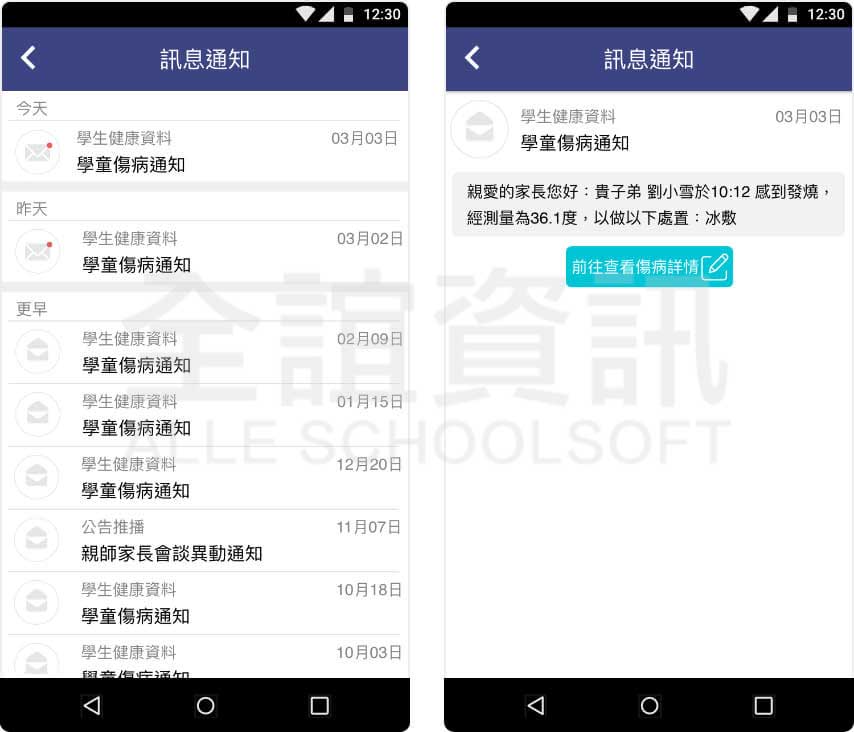 12:30
訊息通知
今天
學生健康資料 03月03日
學童傷病通知
昨天
學生健康資料 03月02日
學童傷病通知
更早
學生健康資料 02月09日
學童傷病通知
學生健康資料 01月15日
學童傷病通知
學生健康資料 12月20日
學童傷病通知
公告推播 11月07日
親師家長會談異動通知
學生健康資料 10月18日
學童傷病通知
學生健康資料 10月03日
學童傷病通知
12:30
訊息通知
學生健康資料 03月03日
學童傷病通知
親愛的家長您好：貴子弟 劉小雪於10:12 感到發燒，
經測量為36.1度，以做以下處置：冰敷
前往查看傷病詳情
全誼資訊
ALLE SCHOOLSOFT